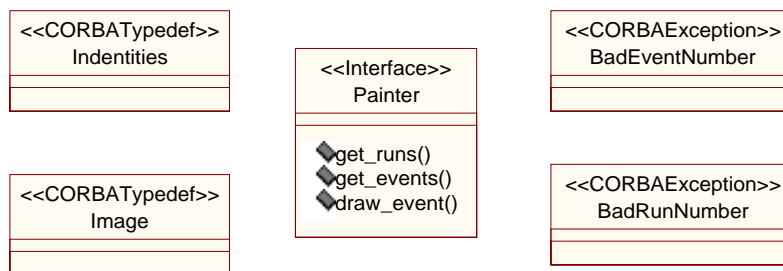 <<CORBATypedef>>
Indentities
<<Interface>>
Painter
get_runs()
get_events()
draw_event()
<<CORBAException>>
BadEventNumber
<<CORBATypedef>>
Image
<<CORBAException>>
BadRunNumber